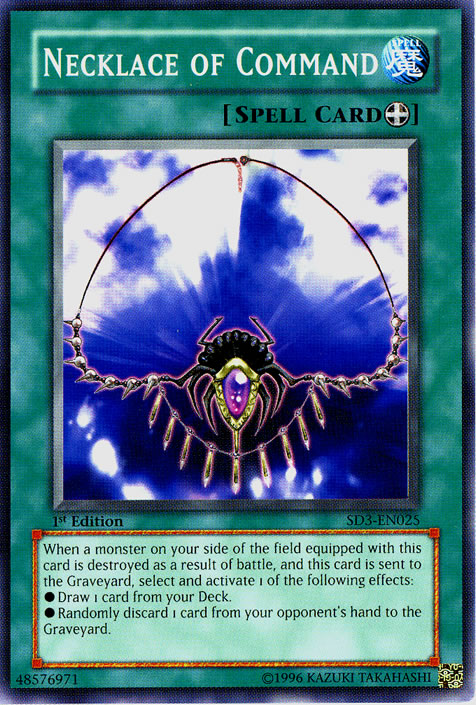 NECKLACE OF COMMAND
SPELL
魔
[SPELL CARD]
1st Edition
SD3-EN025
When a monster on your side of the field equipped with this
card is destroyed as a result of battle, and this card is sent to
the Graveyard, select and activate 1 of the following effects:
●Draw 1 card from your Deck.
●Randomly discard 1 card from your opponent's hand to the
Graveyard.
48576971
©1996 KAZUKI TAKAHASHI